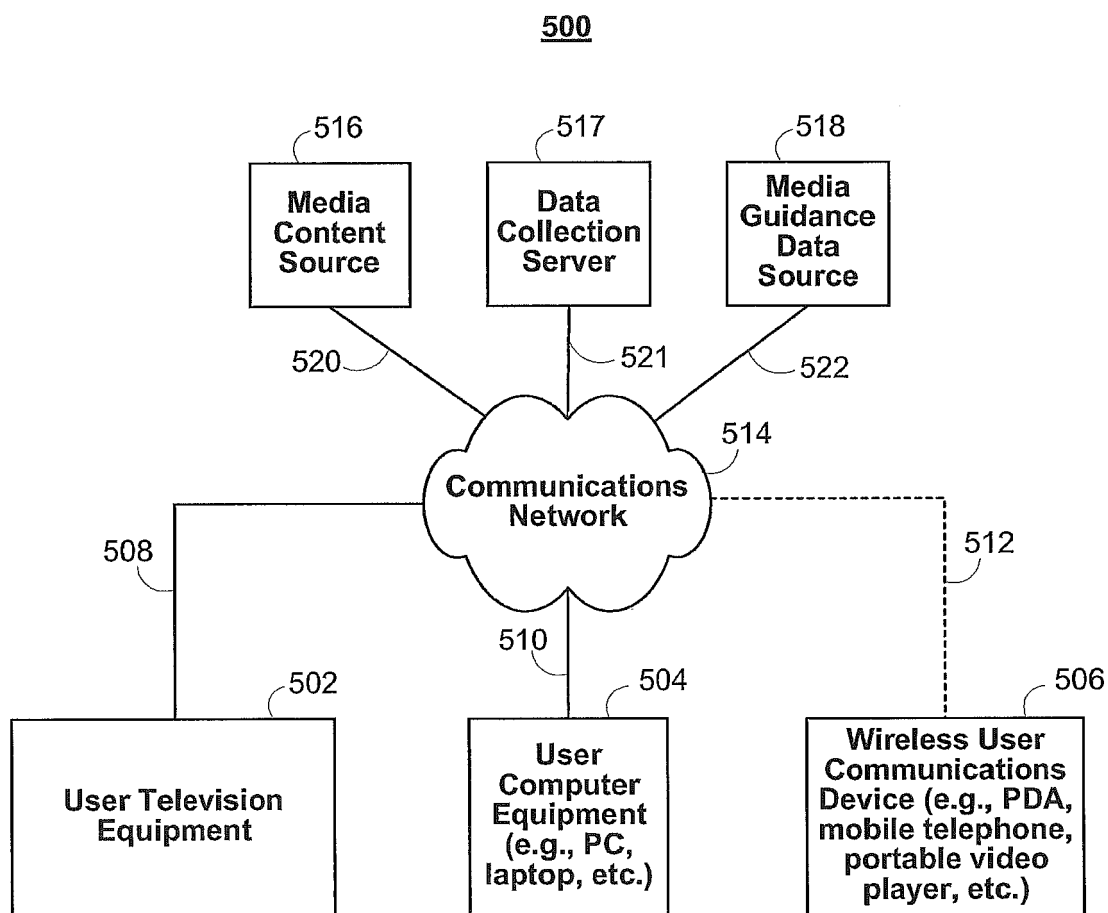 500
516
517
518
Media
Content
Source
Data
Collection
Server
Media
Guidance
Data
Source
520
521
522
514
Communications
Network
508
510
512
502
504
506
User Television
Equipment
User
Computer
Equipment
(e.g., PC,
laptop, etc.)
Wireless User
Communications
Device (e.g., PDA,
mobile telephone,
portable video
player, etc.)